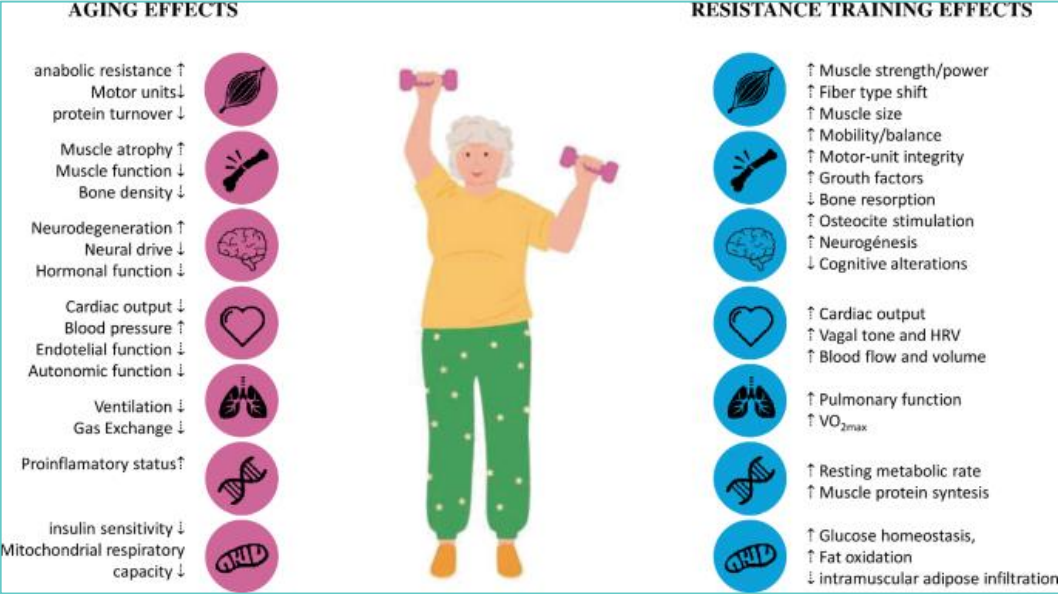 AGING EFFECTS
anabolic resistance ↑
Motor units↓
protein turnover ↓
Muscle atrophy ↑
Muscle function ↓
Bone density ↓
Neurodegeneration ↑
Neural drive ↓
Hormonal function ↓
Cardiac output ↓
Blood pressure ↑
Endotelial function ↓
Autonomic function ↓
Ventilation ↓
Gas Exchange ↓
Proinflamatory status↑
insulin sensitivity ↓
Mitochondrial respiratory
capacity ↓
RESISTANCE TRAINING EFFECTS
↑ Muscle strength/power
↑ Fiber type shift
↑ Muscle size
↑ Mobility/balance
↑ Motor-unit integrity
↑ Grouth factors
↓ Bone resorption
↑ Osteocite stimulation
↑ Neurogénesis
↓ Cognitive alterations
↑ Cardiac output
↑ Vagal tone and HRV
↑ Blood flow and volume
↑ Pulmonary function
↑ VO2max
↑ Resting metabolic rate
↑ Muscle protein syntesis
↑ Glucose homeostasis,
↑ Fat oxidation
↓ intramuscular adipose infiltration